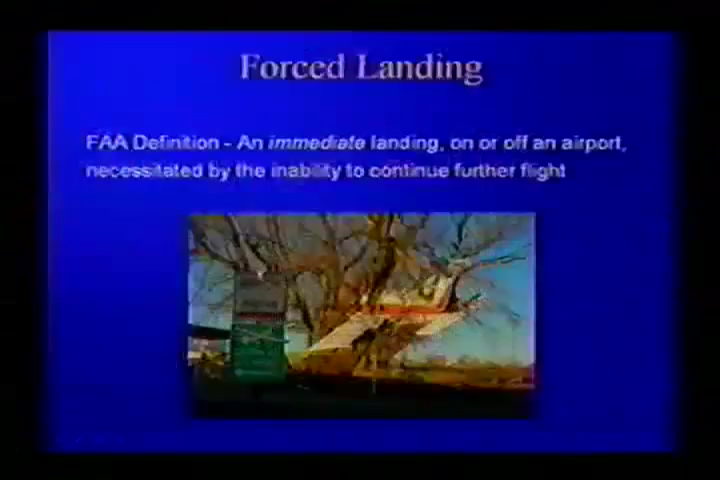 Forced Landing
FAA Definition - An immediate landing, on or off an airport,
necessitated by the inability to continue further flight